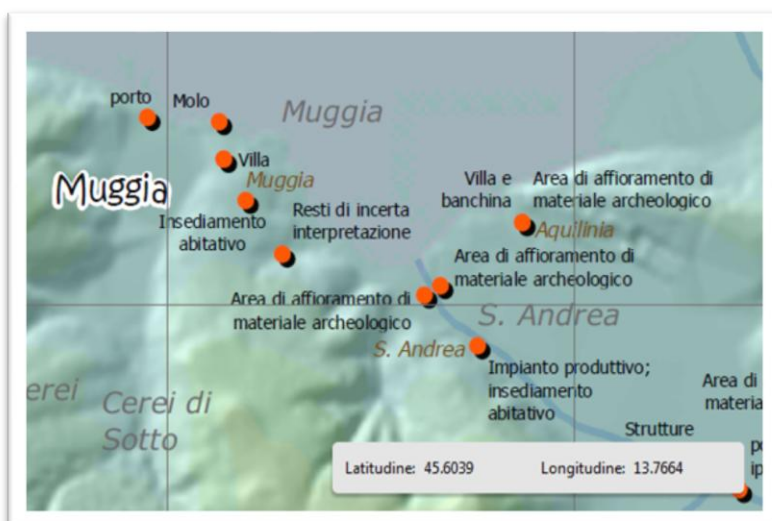 porto
Molo
Muggia
Villa
Muggia
Muggia
Insediamento
abitativo
Resti di incerta
interpretazione
Villa e
banchina
Area di affioramento di
materiale archeologico
Aquilinia
Area di affioramento di
materiale archeologico
Area di affioramento di
materiale archeologico
S. Andrea
S. Andrea
Impianto produttivo;
insediamento
abitativo
erei
Cerei di
Sotto
Area di
materia
Strutture
p
ip
Latitudine: 45.6039
Longitudine: 13.7664